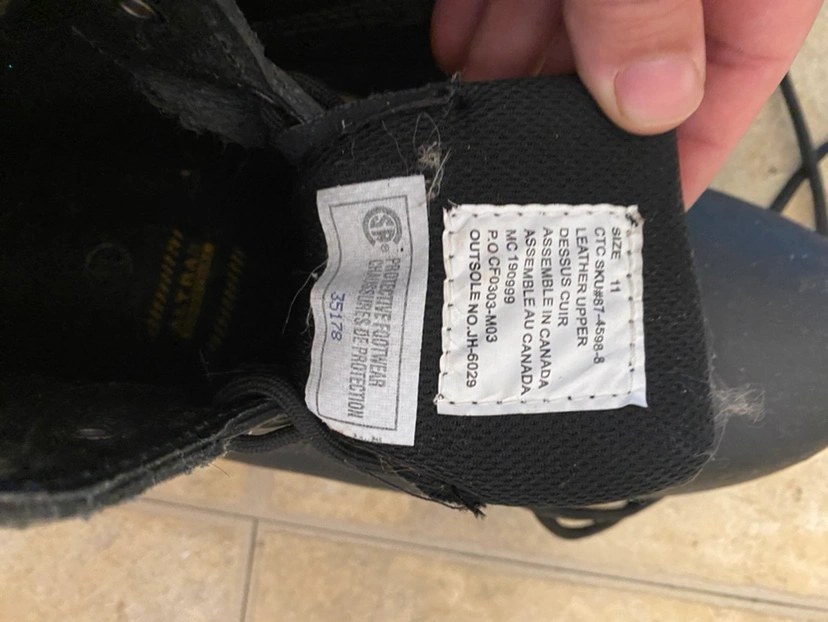 SIZE 11
CTC SKU#87-4598-8
LEATHER UPPER
DESSUS CUIR
ASSEMBLE IN CANADA
ASSEMBLE AU CANADA
MC 190999
P.O CF0303-M03
OUTSOLE NO.JH-6029
CSA®
PROTECTIVE FOOTWEAR
CHAUSSURES DE PROTECTION
35178